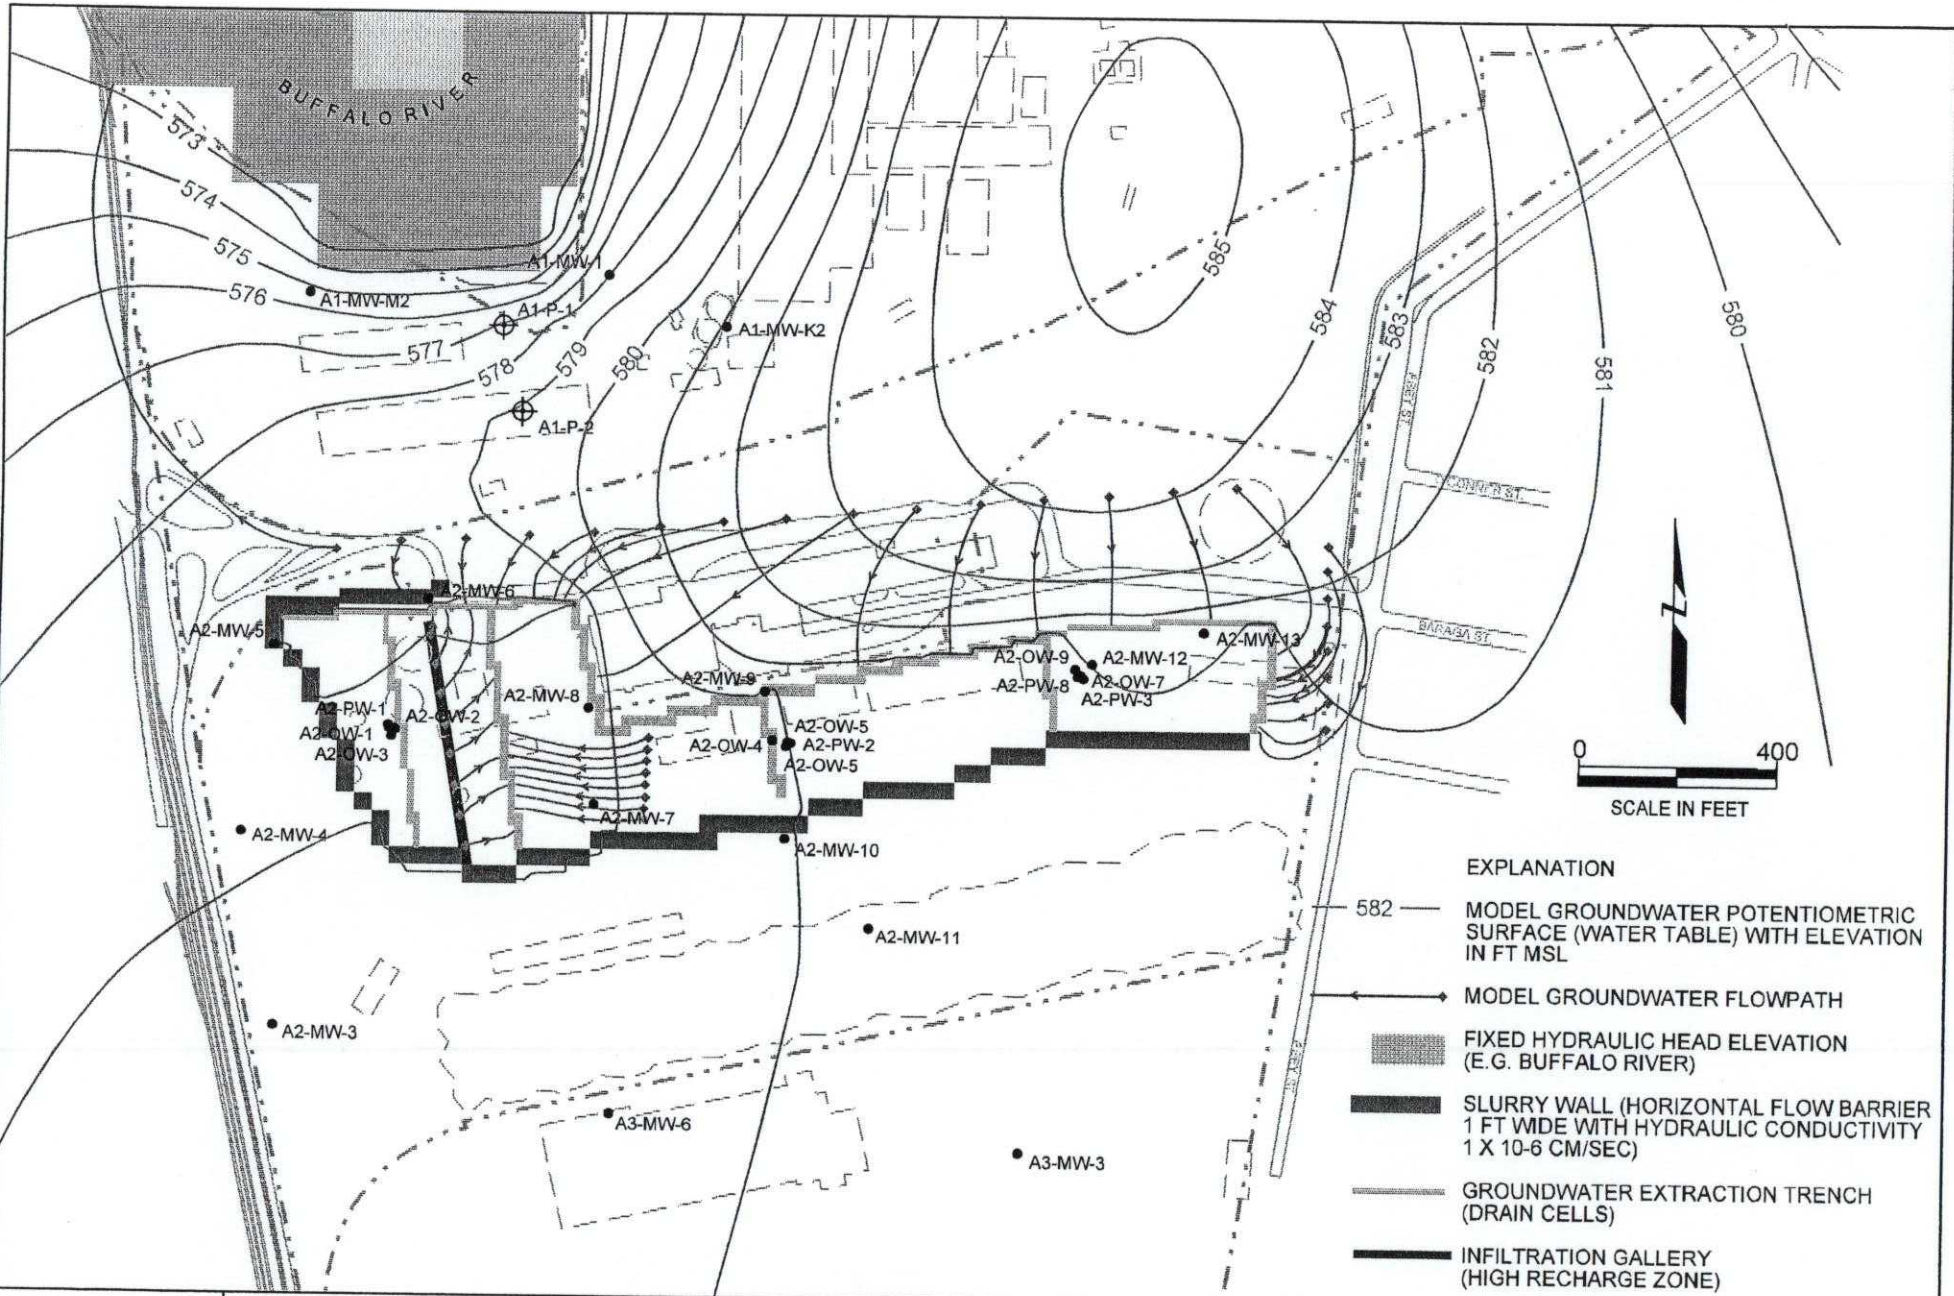 BUFFALO RIVER
573
574
575
576
577
578
579
580
585
584
583
582
581
580
A1-MW-1
A1-MW-M2
A1-P-1
A1-MW-K2
A1-P-2
FIRST ST.
O'CONNER ST.
BARAGA ST.
A2-MW-6
A2-MW-5
A2-MW-13
A2-OW-9
A2-MW-12
A2-PW-8
A2-OW-7
A2-PW-3
A2-MW-9
A2-MW-8
A2-PW-1
A2-OW-2
A2-OW-1
A2-OW-3
A2-OW-5
A2-OW-4
A2-PW-2
A2-OW-5
A2-MW-7
A2-MW-4
A2-MW-10
A2-MW-11
A2-MW-3
A3-MW-6
A3-MW-3
Z
0 400
SCALE IN FEET
EXPLANATION
582
MODEL GROUNDWATER POTENTIOMETRIC
SURFACE (WATER TABLE) WITH ELEVATION
IN FT MSL
MODEL GROUNDWATER FLOWPATH
FIXED HYDRAULIC HEAD ELEVATION
(E.G. BUFFALO RIVER)
SLURRY WALL (HORIZONTAL FLOW BARRIER
1 FT WIDE WITH HYDRAULIC CONDUCTIVITY
1 X 10-6 CM/SEC)
GROUNDWATER EXTRACTION TRENCH
(DRAIN CELLS)
INFILTRATION GALLERY
(HIGH RECHARGE ZONE)